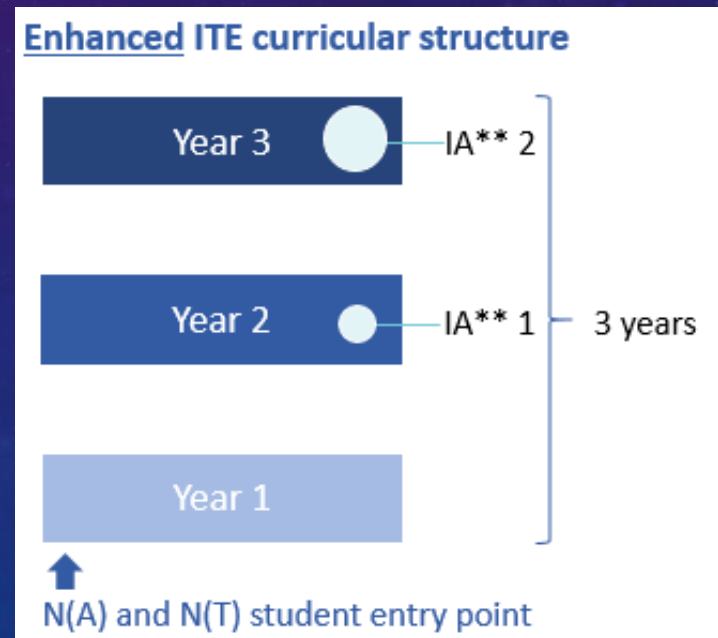 Enhanced ITE curricular structure
Year 3
IA** 2
Year 2
IA** 1
3 years
Year 1
N(A) and N(T) student entry point